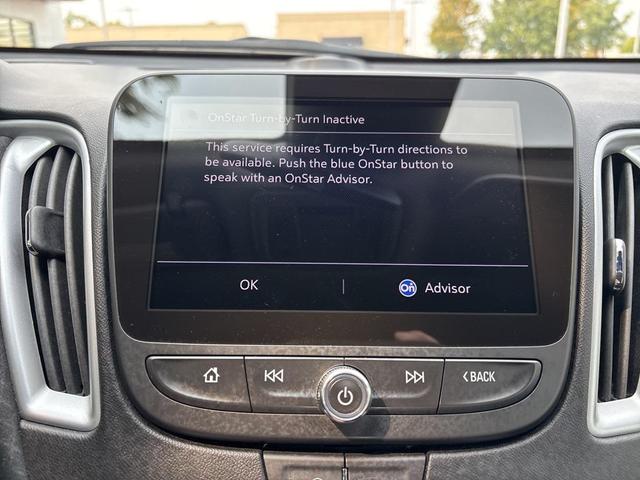 OnStar Turn-by-Turn Inactive
This service requires Turn-by-Turn directions to
be available. Push the blue OnStar button to
speak with an OnStar Advisor.
OK
On Advisor
BACK